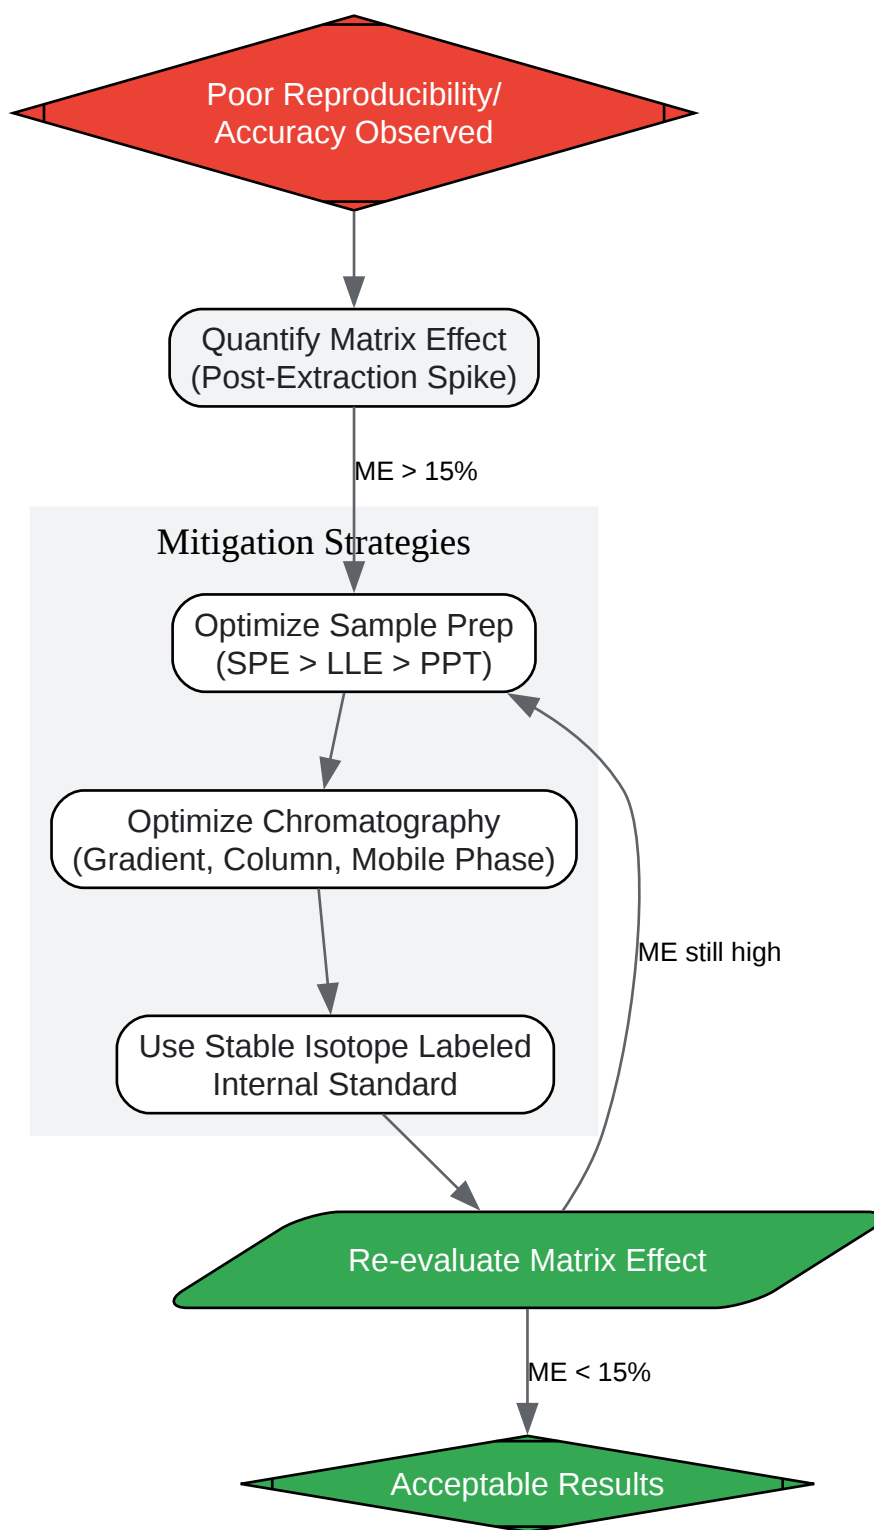 Poor Reproducibility/
Accuracy Observed
Quantify Matrix Effect
(Post-Extraction Spike)
ME > 15%
Mitigation Strategies
Optimize Sample Prep
(SPE > LLE > PPT)
Optimize Chromatography
(Gradient, Column, Mobile Phase)
ME still high
Use Stable Isotope Labeled
Internal Standard
Re-evaluate Matrix Effect
ME < 15%
Acceptable Results